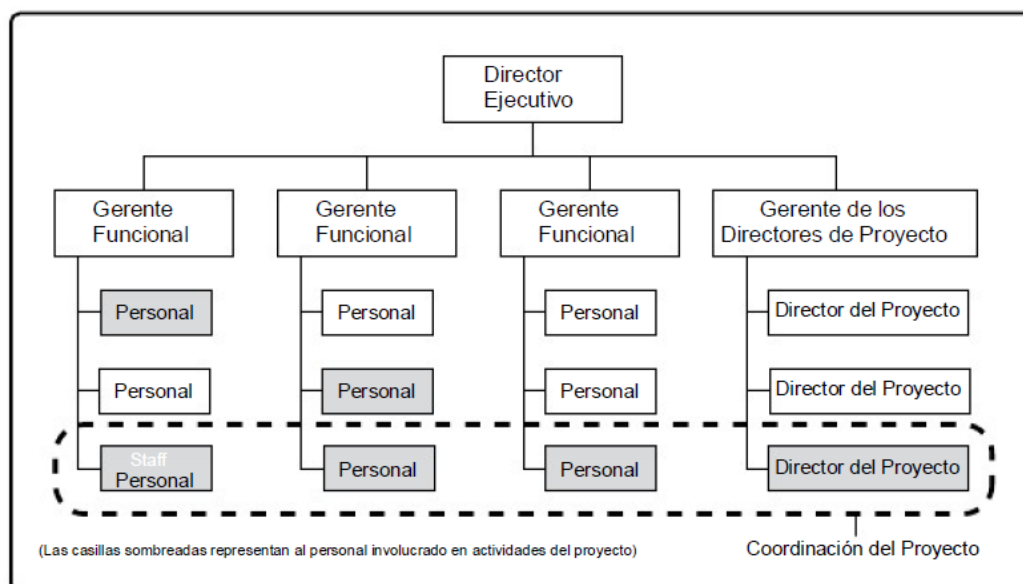 Director
Ejecutivo
Gerente
Funcional
Gerente
Funcional
Gerente
Funcional
Gerente de los
Directores de Proyecto
Personal
Personal
Personal
Director del Proyecto
Personal
Personal
Personal
Director del Proyecto
Staff
Personal
Personal
Personal
Director del Proyecto
(Las casillas sombreadas representan al personal involucrado en actividades del proyecto)
Coordinación del Proyecto